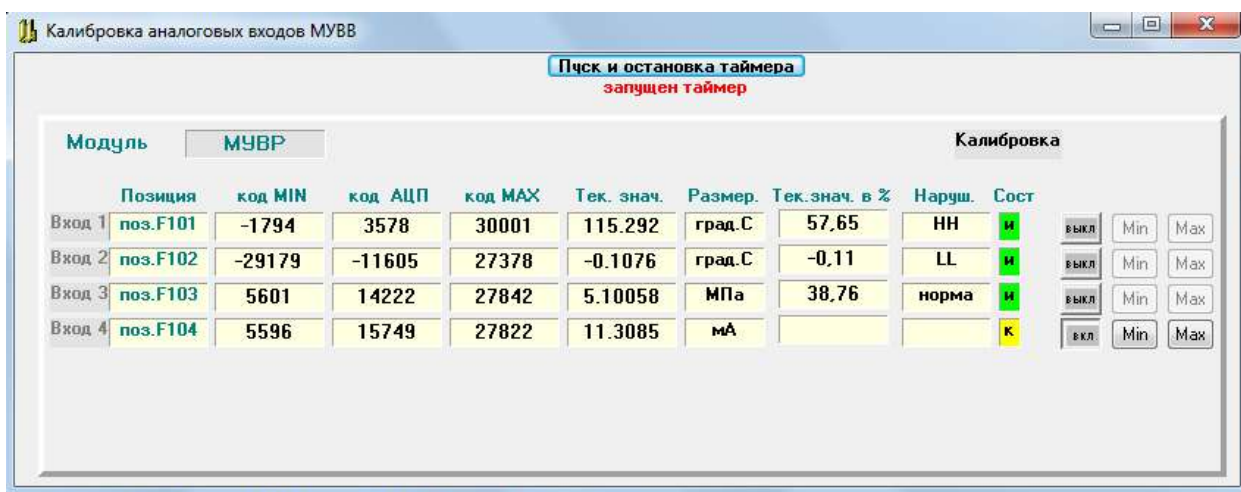 Калибровка аналоговых входов МУВВ
Пуск и остановка таймера
запущен таймер
Модуль МУВР Калибровка
Позиция код MIN код АЦП код MAX Тек. знач. Размер. Тек.знач. в % Наруш. Сост
Вход 1 поз.F101 -1794 3578 30001 115.292 град.С 57,65 HH и выкл Min Max
Вход 2 поз.F102 -29179 -11605 27378 -0.1076 град.С -0,11 LL и выкл Min Max
Вход 3 поз.F103 5601 14222 27842 5.10058 МПа 38,76 норма и выкл Min Max
Вход 4 поз.F104 5596 15749 27822 11.3085 мА к вкл Min Max